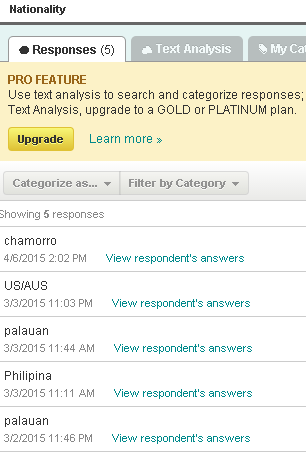 Nationality
Responses (5)
Text Analysis
My Cat
PRO FEATURE
Use text analysis to search and categorize responses;
Text Analysis, upgrade to a GOLD or PLATINUM plan.
Upgrade Learn more »
Categorize as... Filter by Category
Showing 5 responses
chamorro
4/6/2015 2:02 PM View respondent's answers
US/AUS
3/3/2015 11:03 PM View respondent's answers
palauan
3/3/2015 11:44 AM View respondent's answers
Philipina
3/3/2015 11:11 AM View respondent's answers
palauan
3/2/2015 11:46 PM View respondent's answers